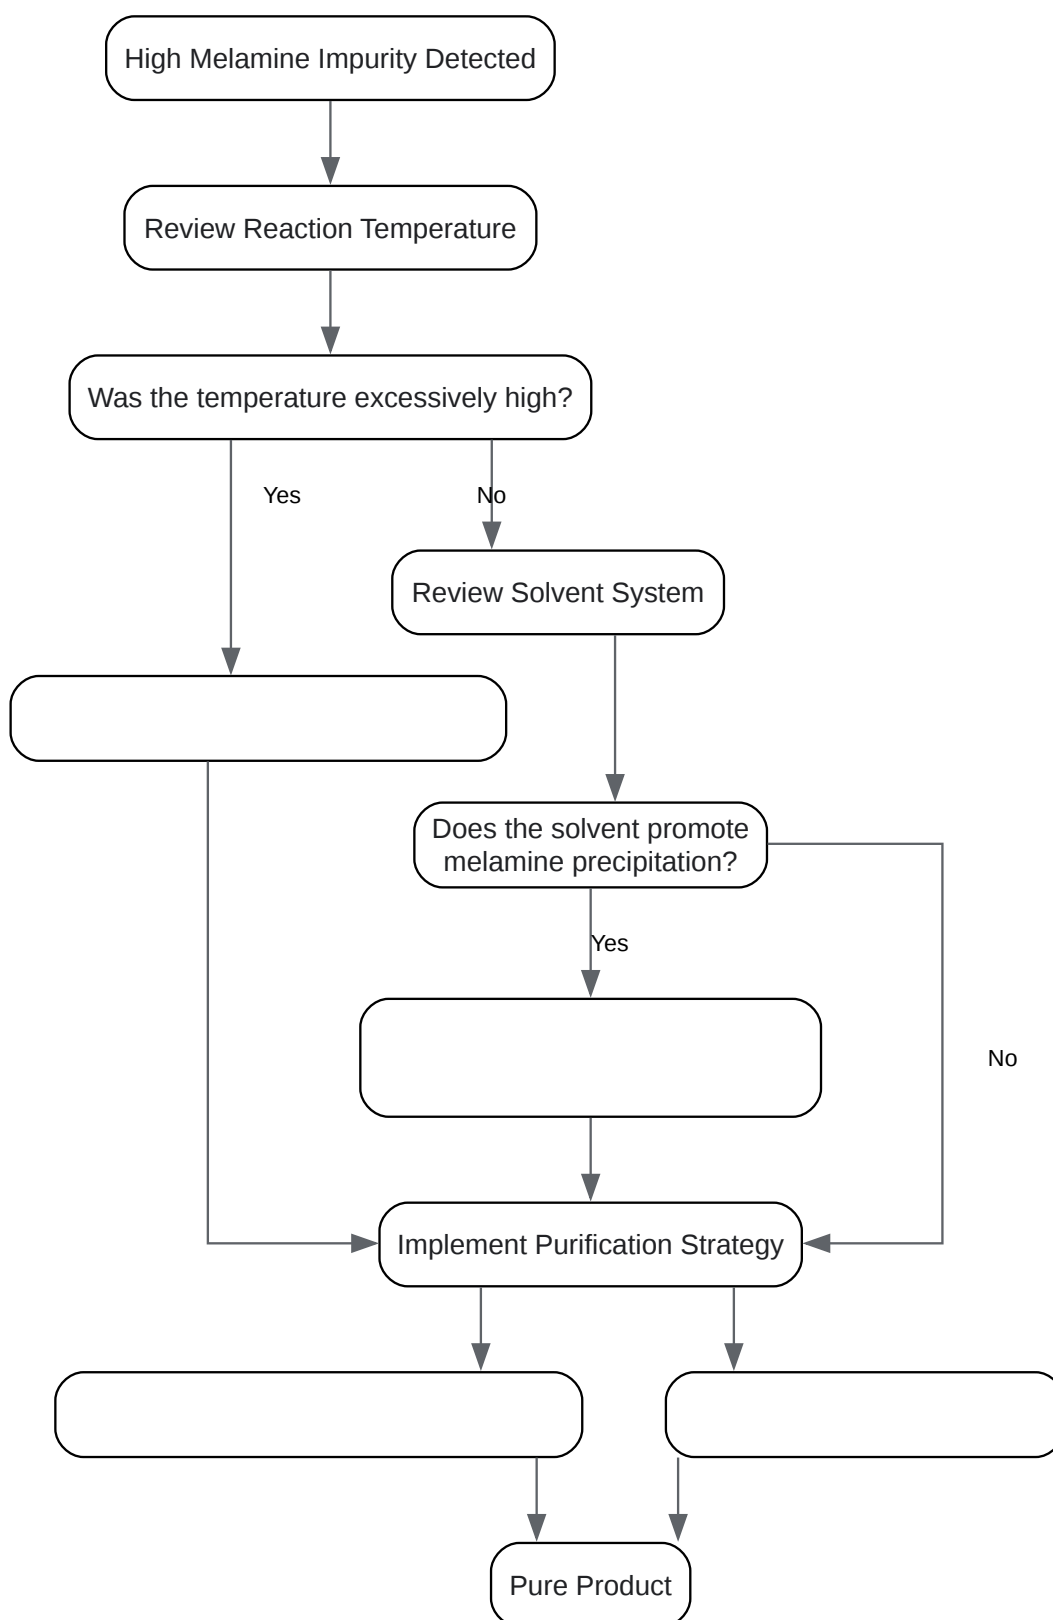 High Melamine Impurity Detected
Review Reaction Temperature
Was the temperature excessively high?
Yes
No
Review Solvent System
Does the solvent promote
melamine precipitation?
Yes
No
Implement Purification Strategy
Pure Product